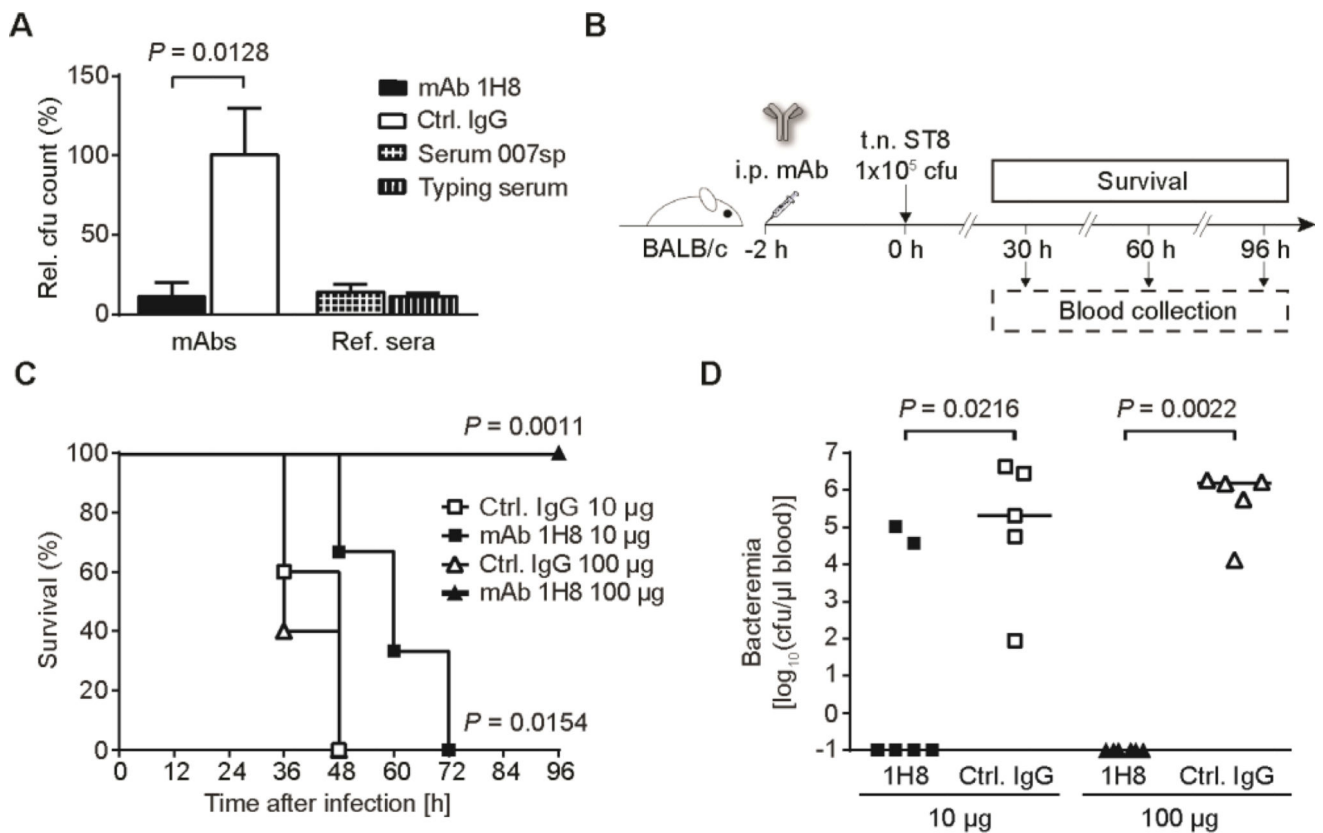 A
P = 0.0128
150
100
50
0
Rel. cfu count (%)
mAb 1H8
Ctrl. IgG
Serum 007sp
Typing serum
mAbs
Ref. sera
B
i.p. mAb
t.n. ST8
1x10⁵ cfu
Survival
BALB/c
-2 h
0 h
30 h
60 h
96 h
Blood collection
C
P = 0.0011
100
80
60
40
20
0
Survival (%)
Ctrl. IgG 10 µg
mAb 1H8 10 µg
Ctrl. IgG 100 µg
mAb 1H8 100 µg
P = 0.0154
0 12 24 36 48 60 72 84 96
Time after infection [h]
D
P = 0.0216
P = 0.0022
7
6
5
4
3
2
1
0
-1
Bacteremia
[log₁₀(cfu/µl blood)]
1H8 Ctrl. IgG 1H8 Ctrl. IgG
10 µg 100 µg